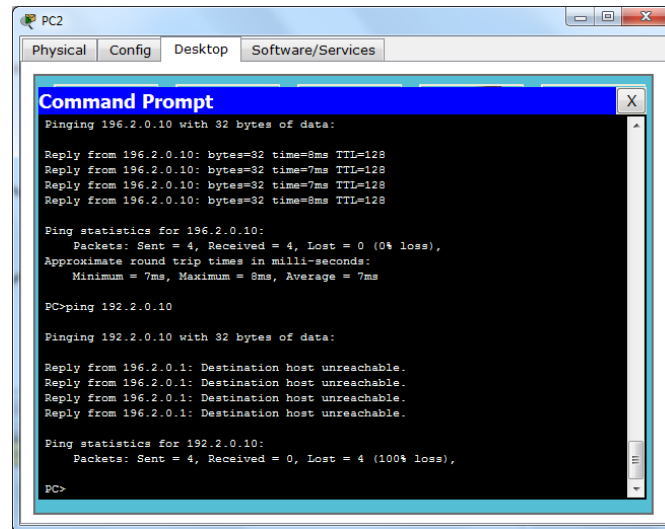 PC2
Physical Config Desktop Software/Services
Command Prompt X
Pinging 196.2.0.10 with 32 bytes of data:
Reply from 196.2.0.10: bytes=32 time=8ms TTL=128
Reply from 196.2.0.10: bytes=32 time=7ms TTL=128
Reply from 196.2.0.10: bytes=32 time=7ms TTL=128
Reply from 196.2.0.10: bytes=32 time=8ms TTL=128
Ping statistics for 196.2.0.10:
Packets: Sent = 4, Received = 4, Lost = 0 (0% loss),
Approximate round trip times in milli-seconds:
Minimum = 7ms, Maximum = 8ms, Average = 7ms
PC>ping 192.2.0.10
Pinging 192.2.0.10 with 32 bytes of data:
Reply from 196.2.0.1: Destination host unreachable.
Reply from 196.2.0.1: Destination host unreachable.
Reply from 196.2.0.1: Destination host unreachable.
Reply from 196.2.0.1: Destination host unreachable.
Ping statistics for 192.2.0.10:
Packets: Sent = 4, Received = 0, Lost = 4 (100% loss),
PC>